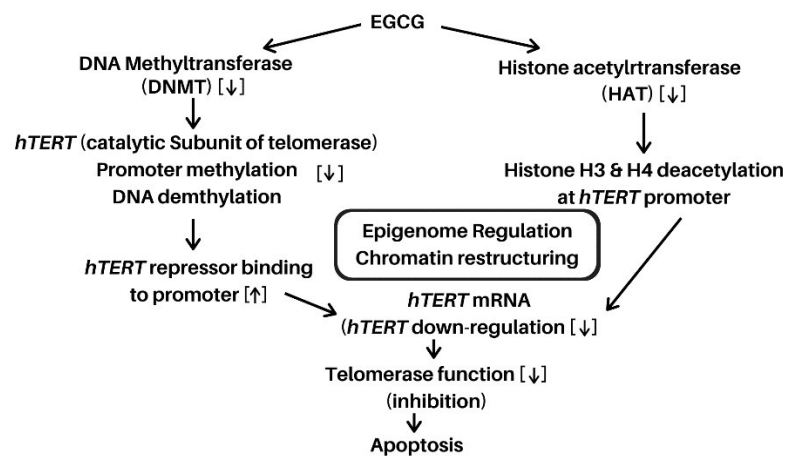 EGCG
DNA Methyltransferase
(DNMT) [↓]
hTERT (catalytic Subunit of telomerase)
Promoter methylation [↓]
DNA demthylation
hTERT repressor binding
to promoter [↑]
Histone acetylrtransferase
(HAT) [↓]
Histone H3 & H4 deacetylation
at hTERT promoter
Epigenome Regulation
Chromatin restructuring
hTERT mRNA
(hTERT down-regulation [↓]
Telomerase function [↓]
(inhibition)
Apoptosis